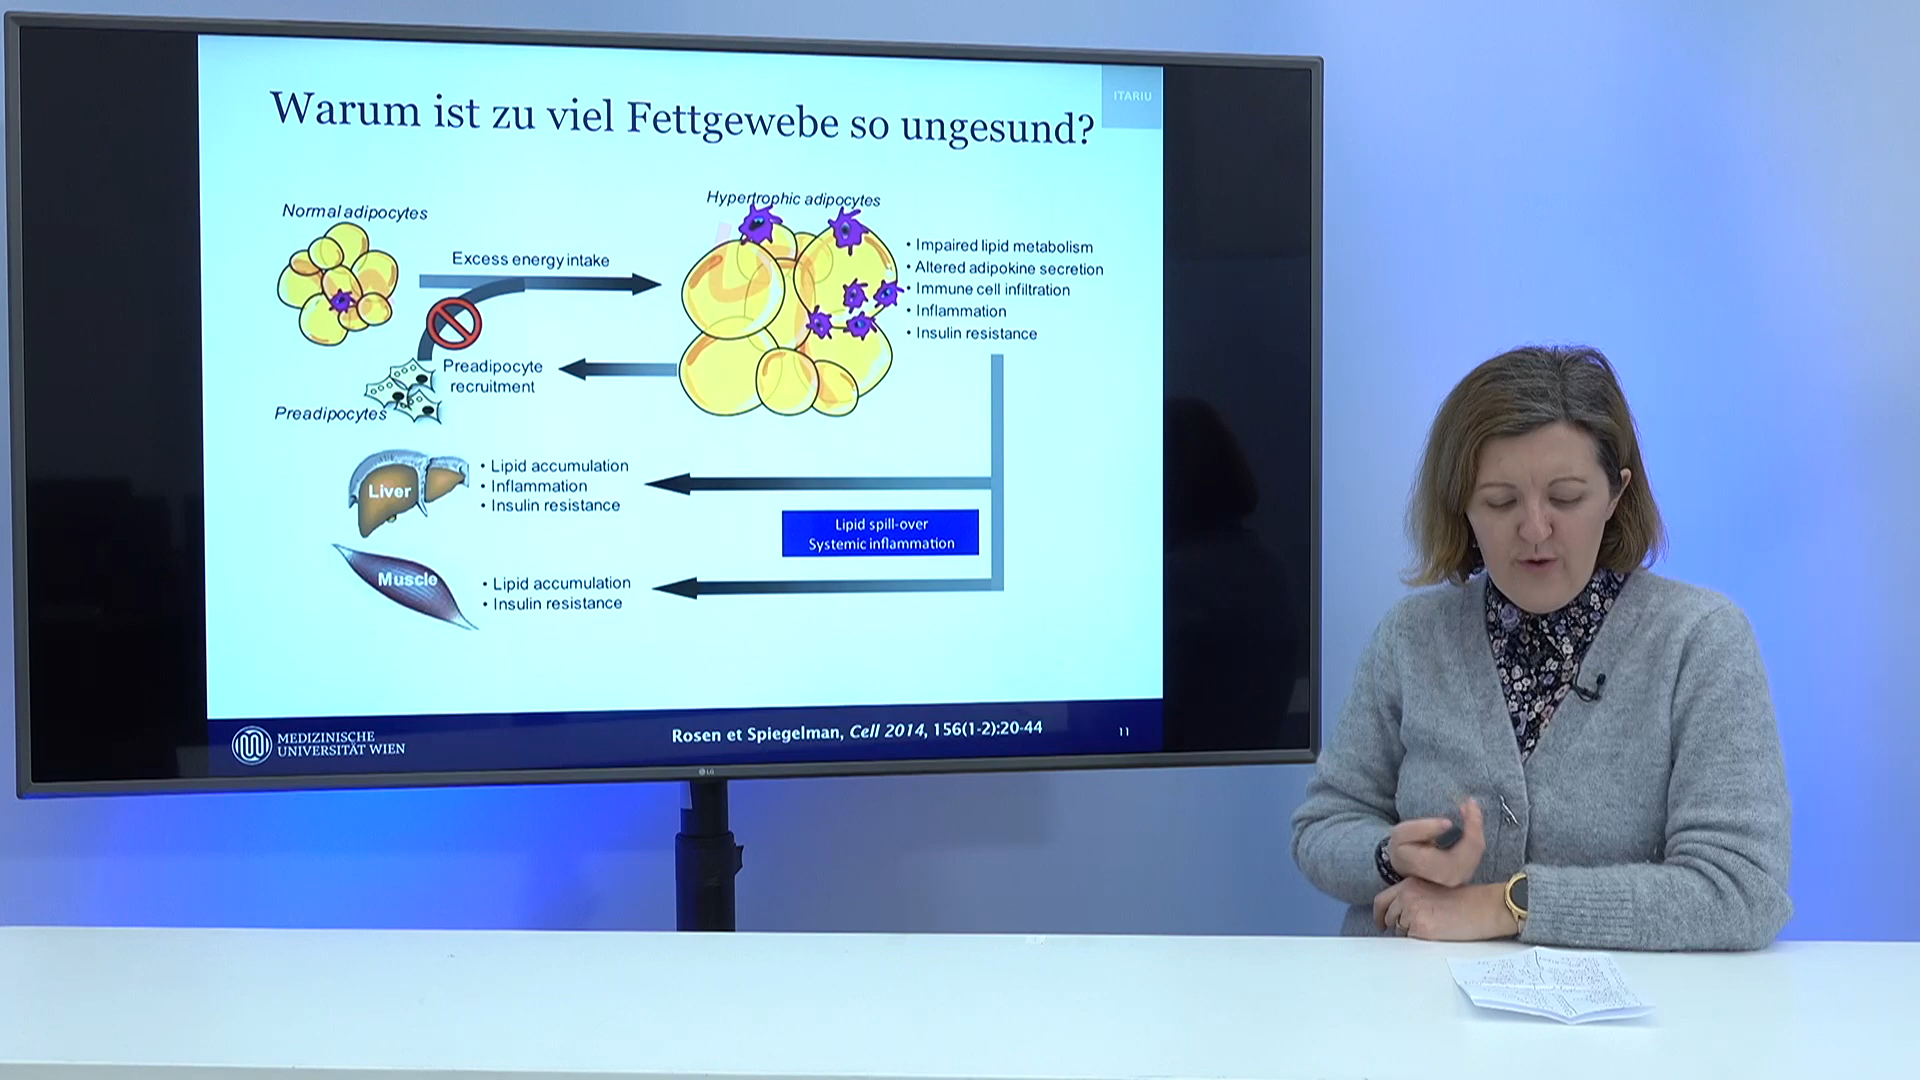 Warum ist zu viel Fettgewebe so ungesund?
ITARIU
Normal adipocytes
Excess energy intake
Hypertrophic adipocytes
• Impaired lipid metabolism
• Altered adipokine secretion
• Immune cell infiltration
• Inflammation
• Insulin resistance
Preadipocyte
recruitment
Preadipocytes
Liver
• Lipid accumulation
• Inflammation
• Insulin resistance
Lipid spill-over
Systemic inflammation
Muscle
• Lipid accumulation
• Insulin resistance
MEDIZINISCHE
UNIVERSITÄT WIEN
Rosen et Spiegelman, Cell 2014, 156(1-2):20-44
11
LG